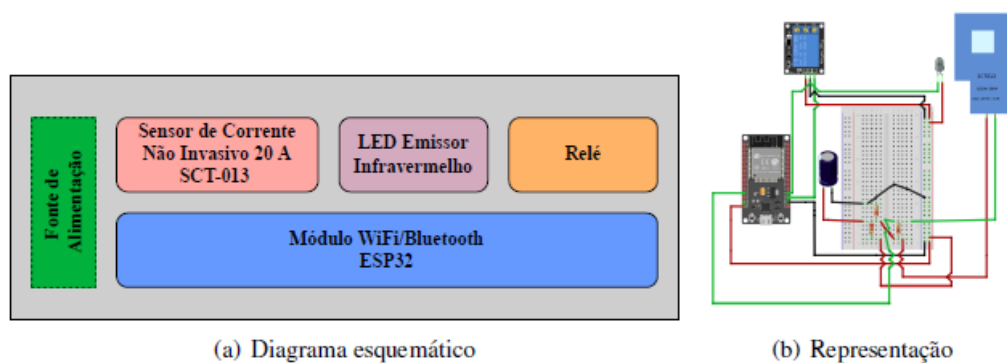 Fonte de
Alimentação
Sensor de Corrente
Não Invasivo 20 A
SCT-013
LED Emissor
Infravermelho
Relé
Módulo WiFi/Bluetooth
ESP32
(a) Diagrama esquemático
(b) Representação